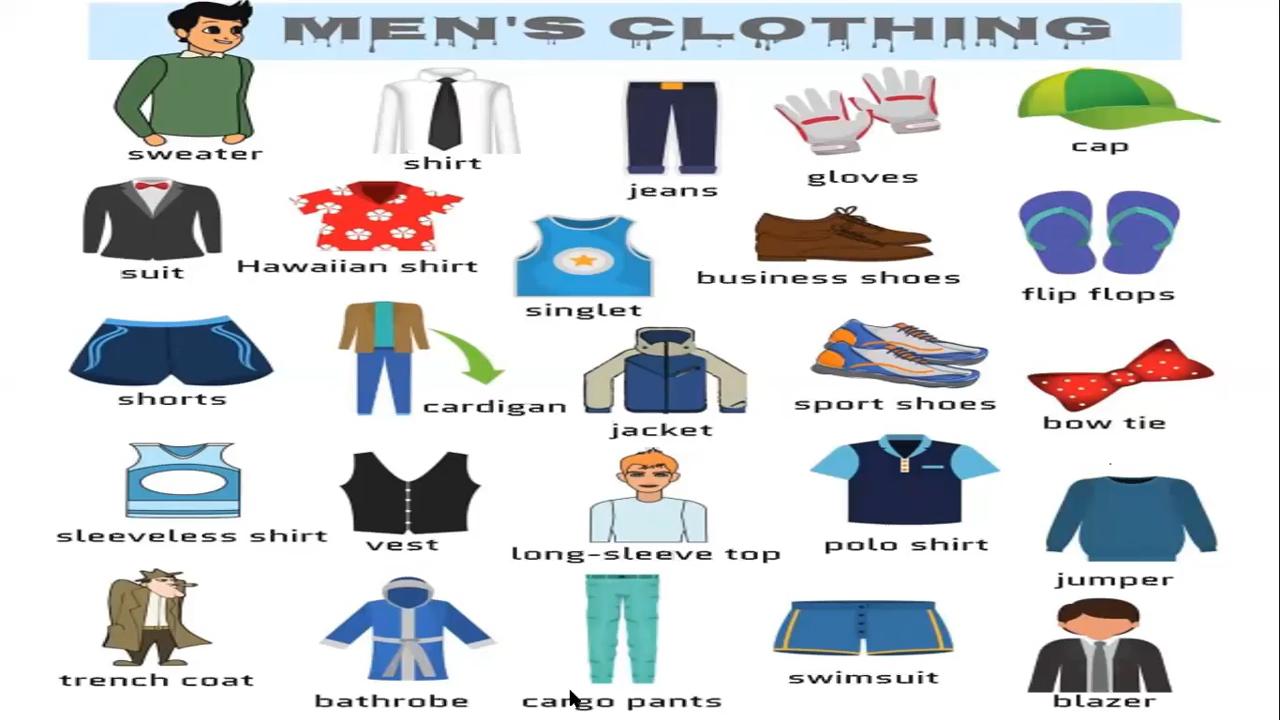 MEN'S CLOTHING
sweater
shirt
jeans
gloves
cap
suit
Hawaiian shirt
singlet
business shoes
flip flops
shorts
cardigan
jacket
sport shoes
bow tie
sleeveless shirt
vest
long-sleeve top
polo shirt
jumper
trench coat
bathrobe
cargo pants
swimsuit
blazer